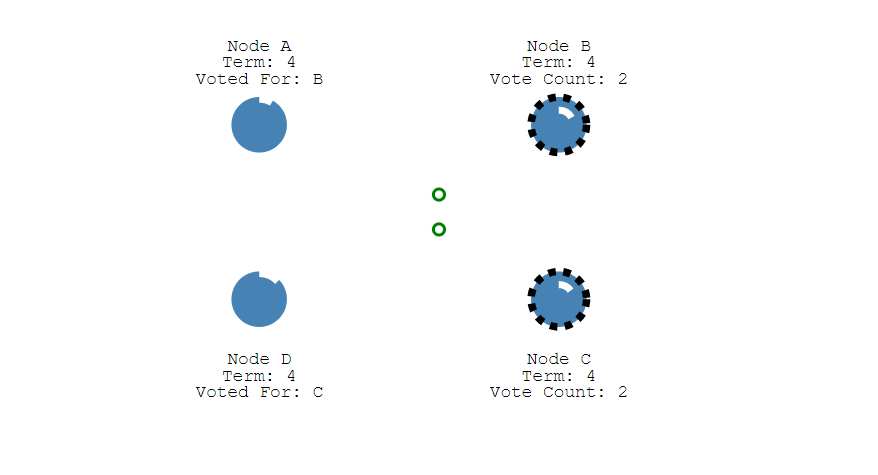 Node A
Term: 4
Voted For: B
Node B
Term: 4
Vote Count: 2
Node D
Term: 4
Voted For: C
Node C
Term: 4
Vote Count: 2